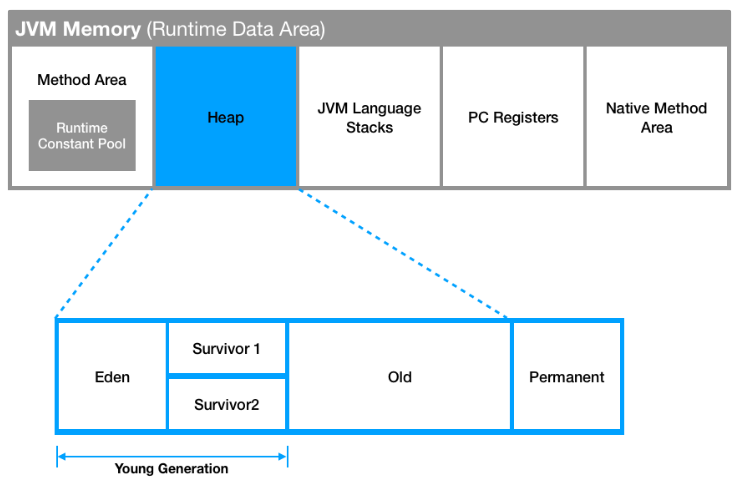 JVM Memory (Runtime Data Area)
Method Area
Runtime
Constant Pool
Heap
JVM Language
Stacks
PC Registers
Native Method
Area
Eden
Survivor 1
Survivor2
Old
Permanent
Young Generation